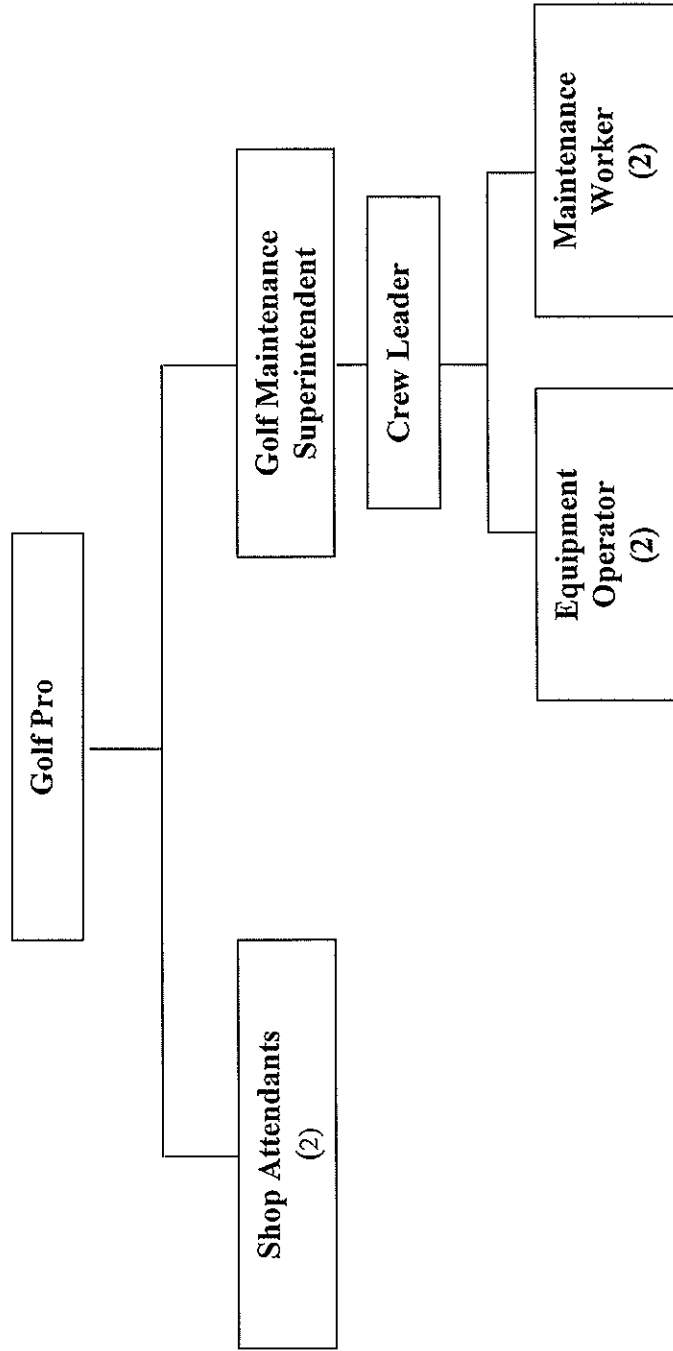 Golf Pro
Shop Attendants
(2)
Golf Maintenance
Superintendent
Crew Leader
Equipment
Operator
(2)
Maintenance
Worker
(2)